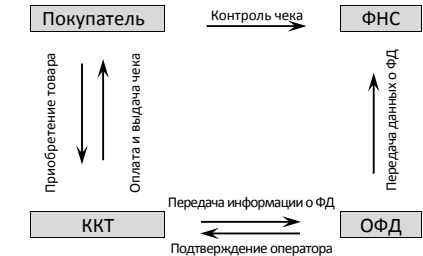 Покупатель
Контроль чека
ФНС
Приобретение товара
Оплата и выдача чека
Передача данных о ФД
Передача информации о ФД
ККТ
ОФД
Подтверждение оператора